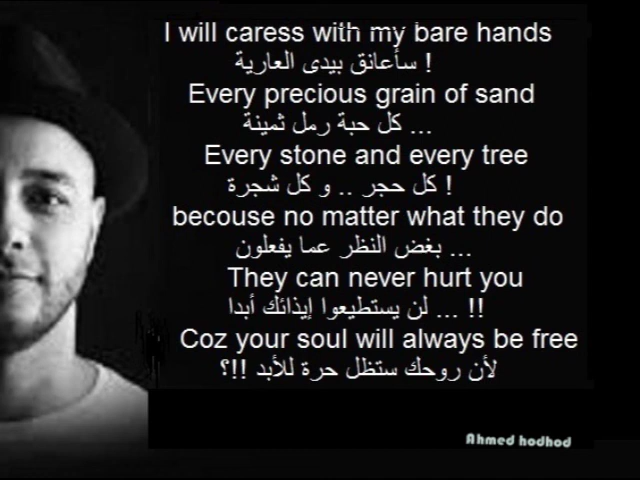 I will caress with my bare hands
سأعانق بيدى العارية !
Every precious grain of sand
كل حبة رمل ثمينة ...
Every stone and every tree
كل حجر .. و كل شجرة !
becouse no matter what they do
بغض النظر عما يفعلون ...
They can never hurt you
لن يستطيعوا إيذائك أبدا ... !!
Coz your soul will always be free
لأن روحك ستظل حرة للأبد !!؟
Ahmed hodhod